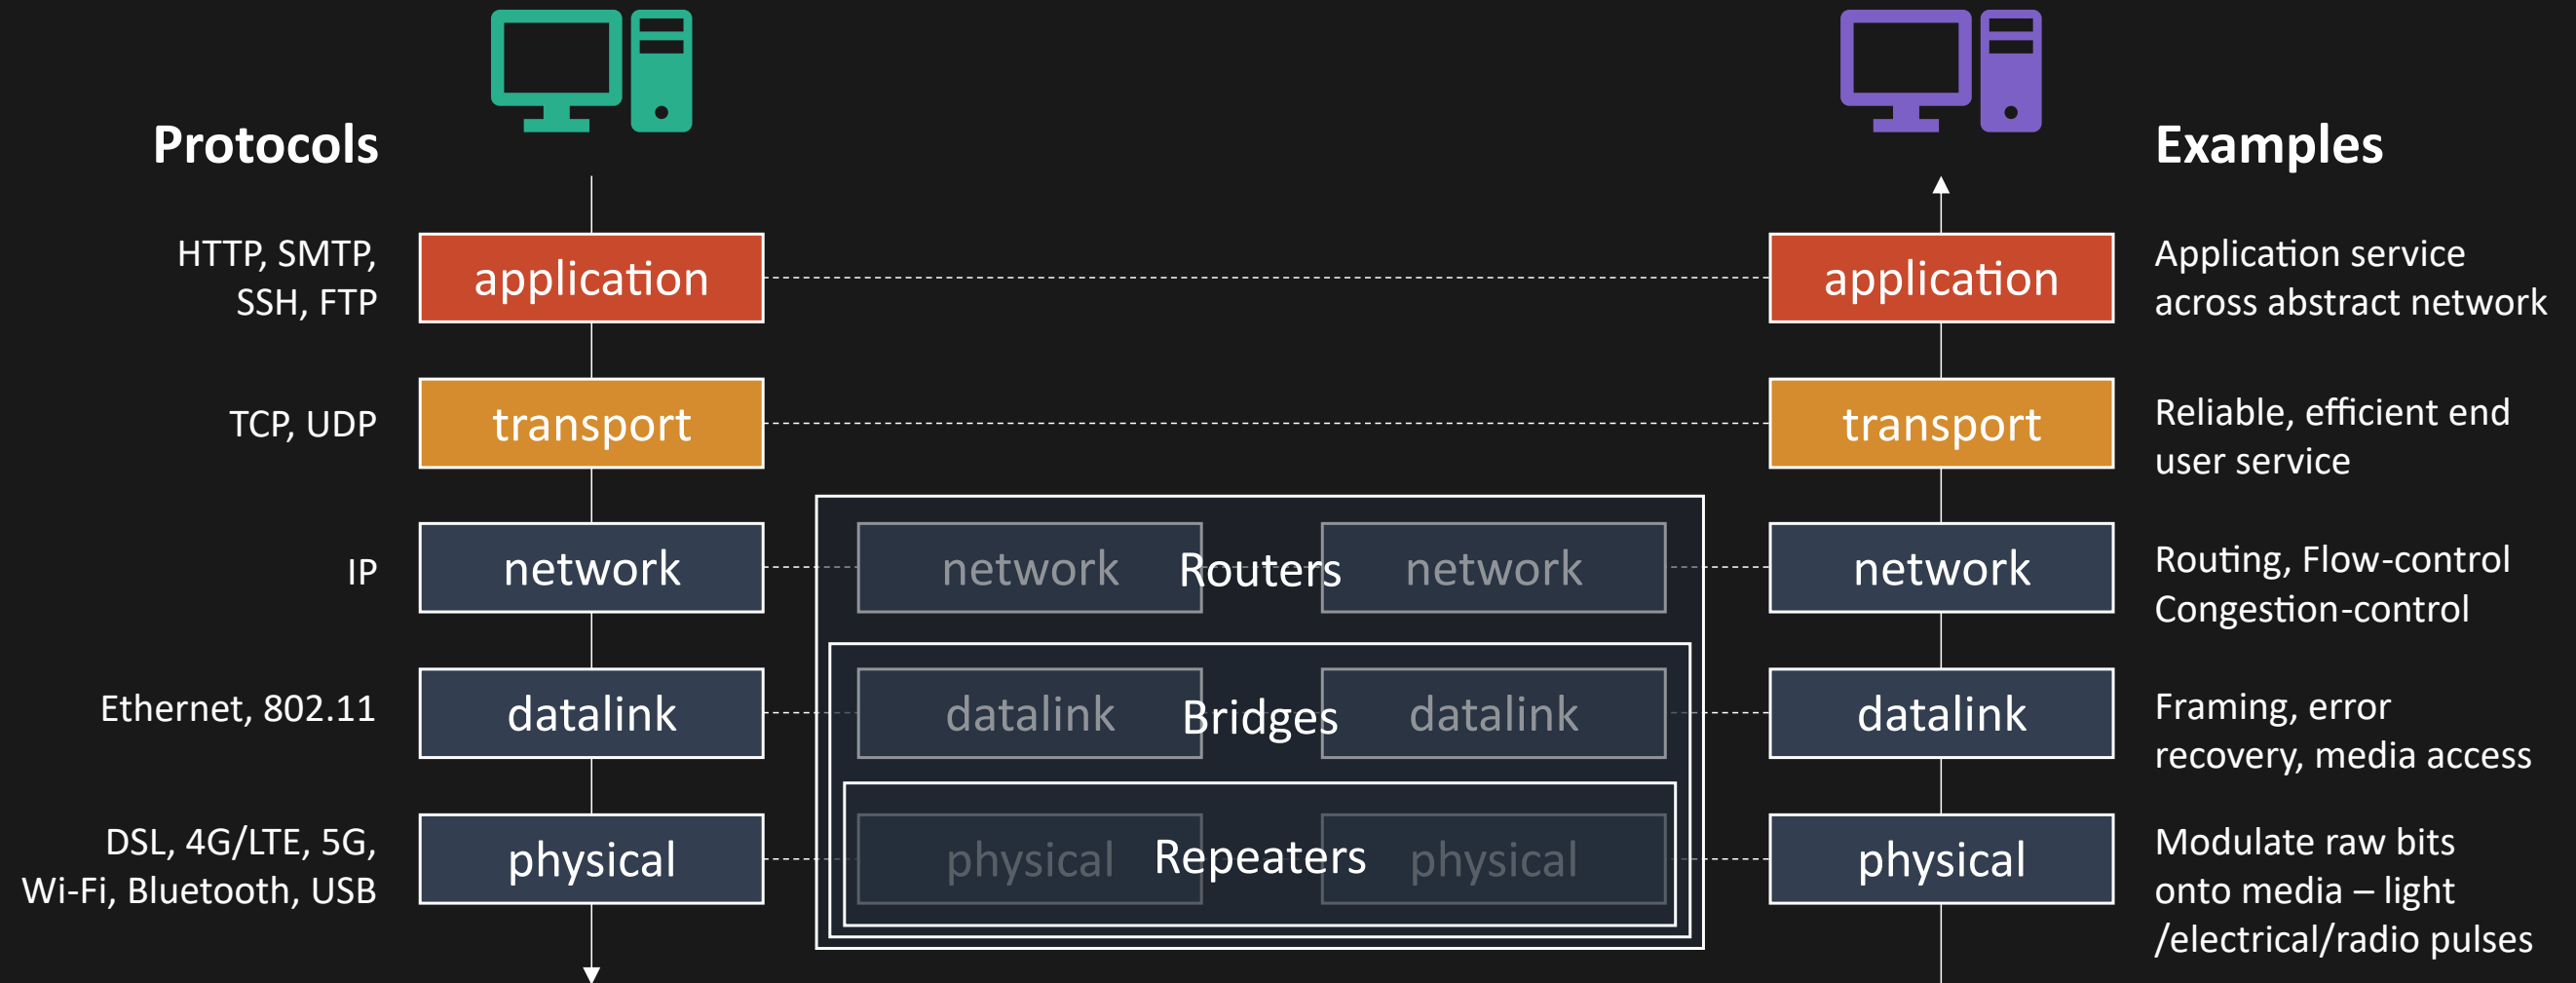 Protocols
Examples
HTTP, SMTP,
SSH, FTP
application
application
Application service
across abstract network
TCP, UDP
transport
transport
Reliable, efficient end
user service
IP
network
network
Routers
network
network
Routing, Flow-control
Congestion-control
Ethernet, 802.11
datalink
datalink
Bridges
datalink
datalink
Framing, error
recovery, media access
DSL, 4G/LTE, 5G,
Wi-Fi, Bluetooth, USB
physical
physical
Repeaters
physical
physical
Modulate raw bits
onto media – light
/electrical/radio pulses